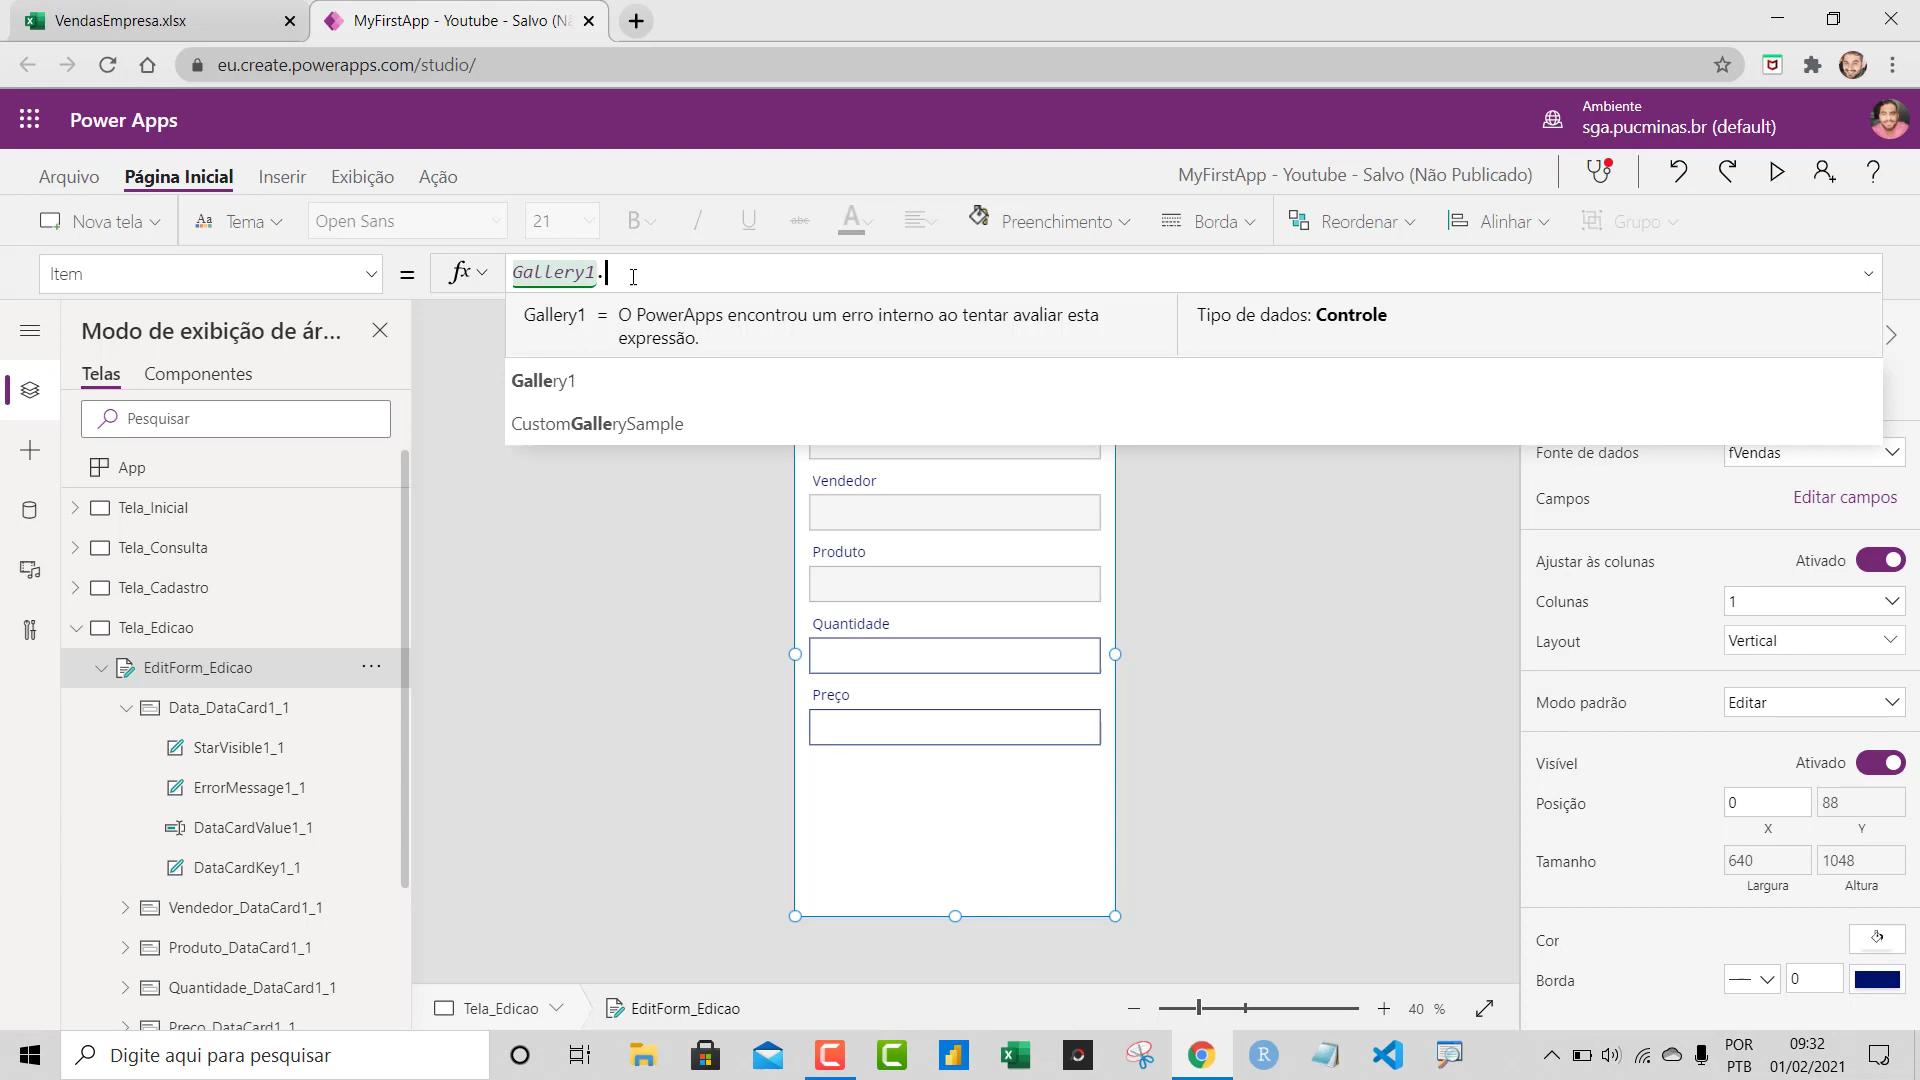 VendasEmpresa.xlsx
MyFirstApp - Youtube - Salvo (Nã
eu.create.powerapps.com/studio/
Power Apps
Ambiente
sga.pucminas.br (default)
Arquivo
Página Inicial
Inserir
Exibição
Ação
MyFirstApp - Youtube - Salvo (Não Publicado)
Nova tela
Tema
Open Sans
21
B
abc
Preenchimento
Borda
Reordenar
Alinhar
Grupo
Item
=
fx
Gallery1.
Gallery1 = O PowerApps encontrou um erro interno ao tentar avaliar esta
expressão.
Tipo de dados: Controle
Gallery1
CustomGallerySample
Modo de exibição de ár...
Telas
Componentes
Pesquisar
App
Tela_Inicial
Tela_Consulta
Tela_Cadastro
Tela_Edicao
EditForm_Edicao
Data_DataCard1_1
StarVisible1_1
ErrorMessage1_1
DataCardValue1_1
DataCardKey1_1
Vendedor_DataCard1_1
Produto_DataCard1_1
Quantidade_DataCard1_1
Preço_DataCard1_1
Vendedor
Produto
Quantidade
Preço
Fonte de dados
fVendas
Campos
Editar campos
Ajustar às colunas
Ativado
Colunas
1
Layout
Vertical
Modo padrão
Editar
Visível
Ativado
Posição
0
88
X
Y
Tamanho
640
1048
Largura
Altura
Cor
Borda
0
Tela_Edicao
EditForm_Edicao
40 %
Digite aqui para pesquisar
POR
PTB
09:32
01/02/2021